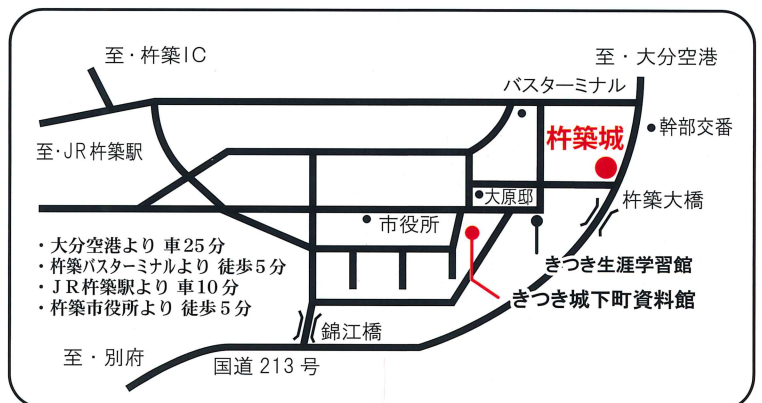 至・杵築IC
至・大分空港
バスターミナル
幹部交番
杵築城
至・JR杵築駅
大原邸
杵築大橋
市役所
・大分空港より 車25分
・杵築バスターミナルより 徒歩5分
・JR杵築駅より 車10分
・杵築市役所より 徒歩5分
きつき生涯学習館
きつき城下町資料館
錦江橋
至・別府
国道213号